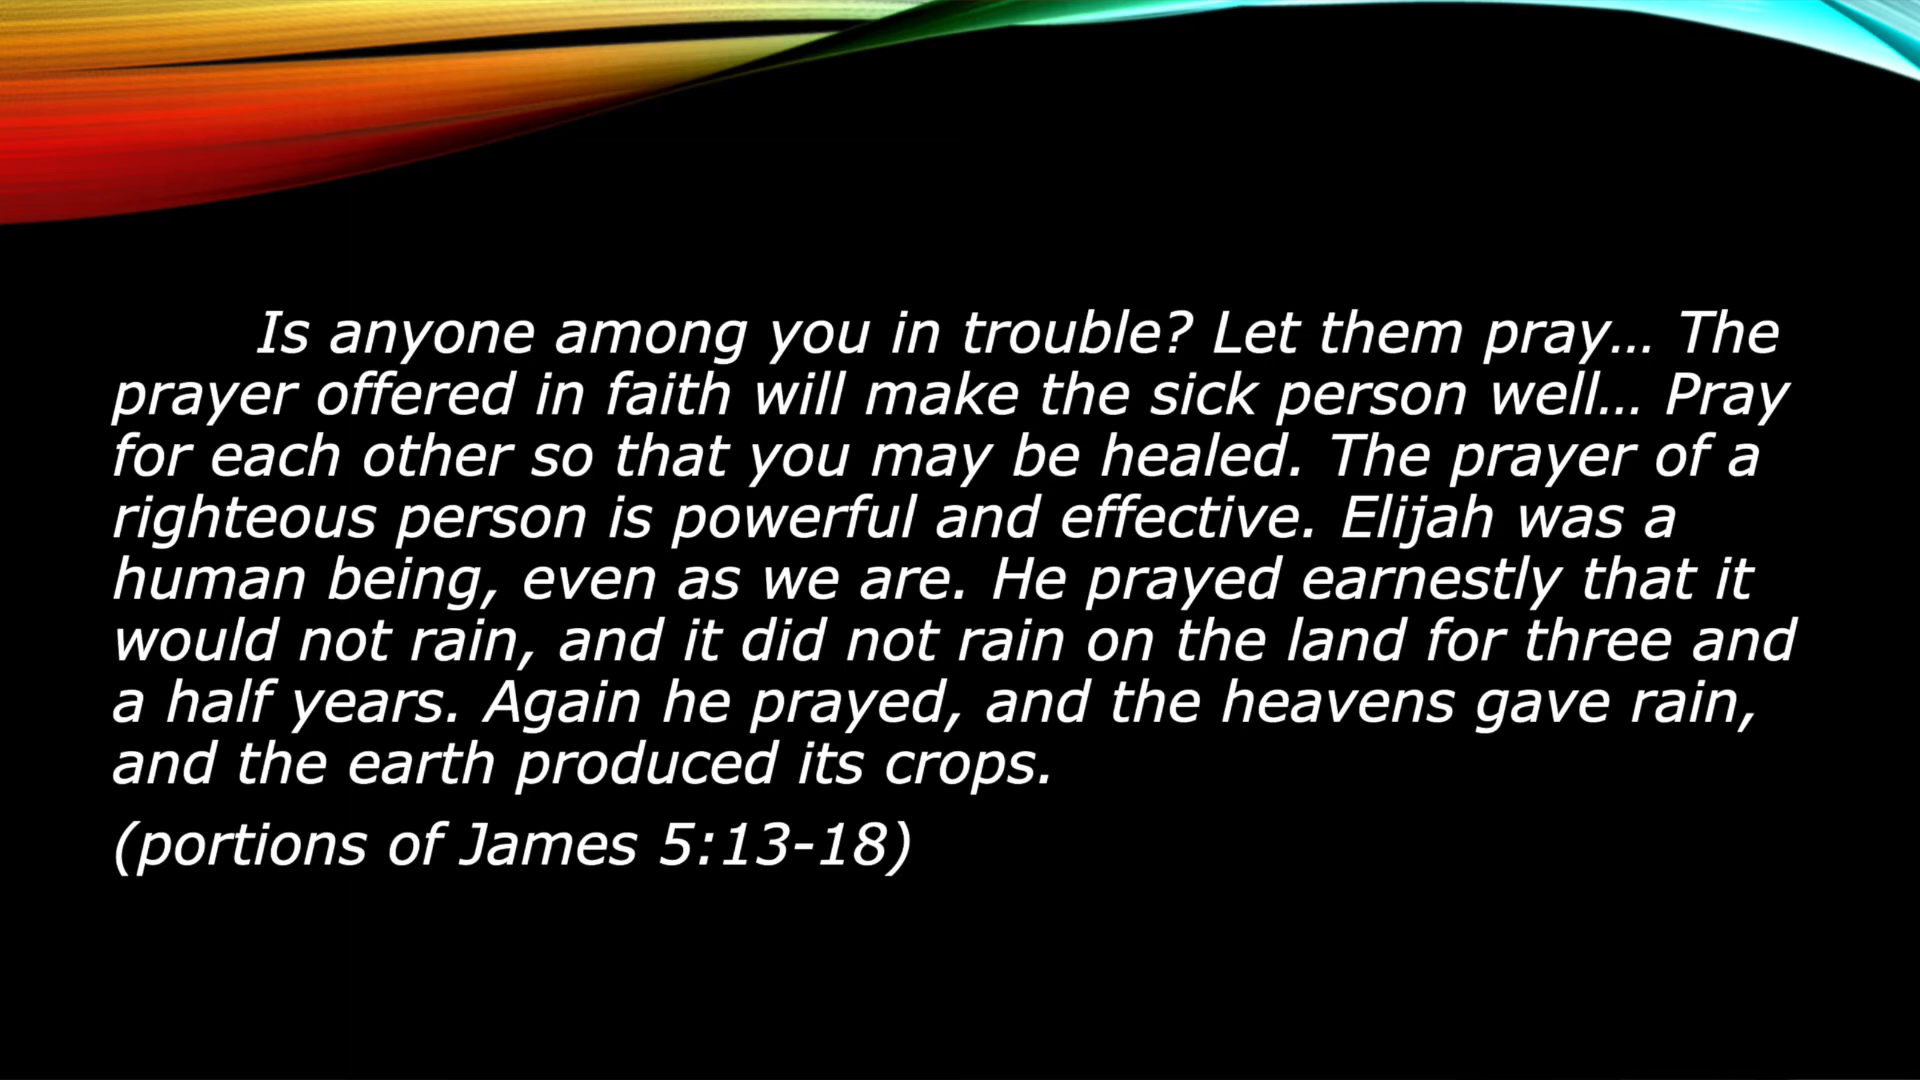 Is anyone among you in trouble? Let them pray… The
prayer offered in faith will make the sick person well… Pray
for each other so that you may be healed. The prayer of a
righteous person is powerful and effective. Elijah was a
human being, even as we are. He prayed earnestly that it
would not rain, and it did not rain on the land for three and
a half years. Again he prayed, and the heavens gave rain,
and the earth produced its crops.
(portions of James 5:13-18)